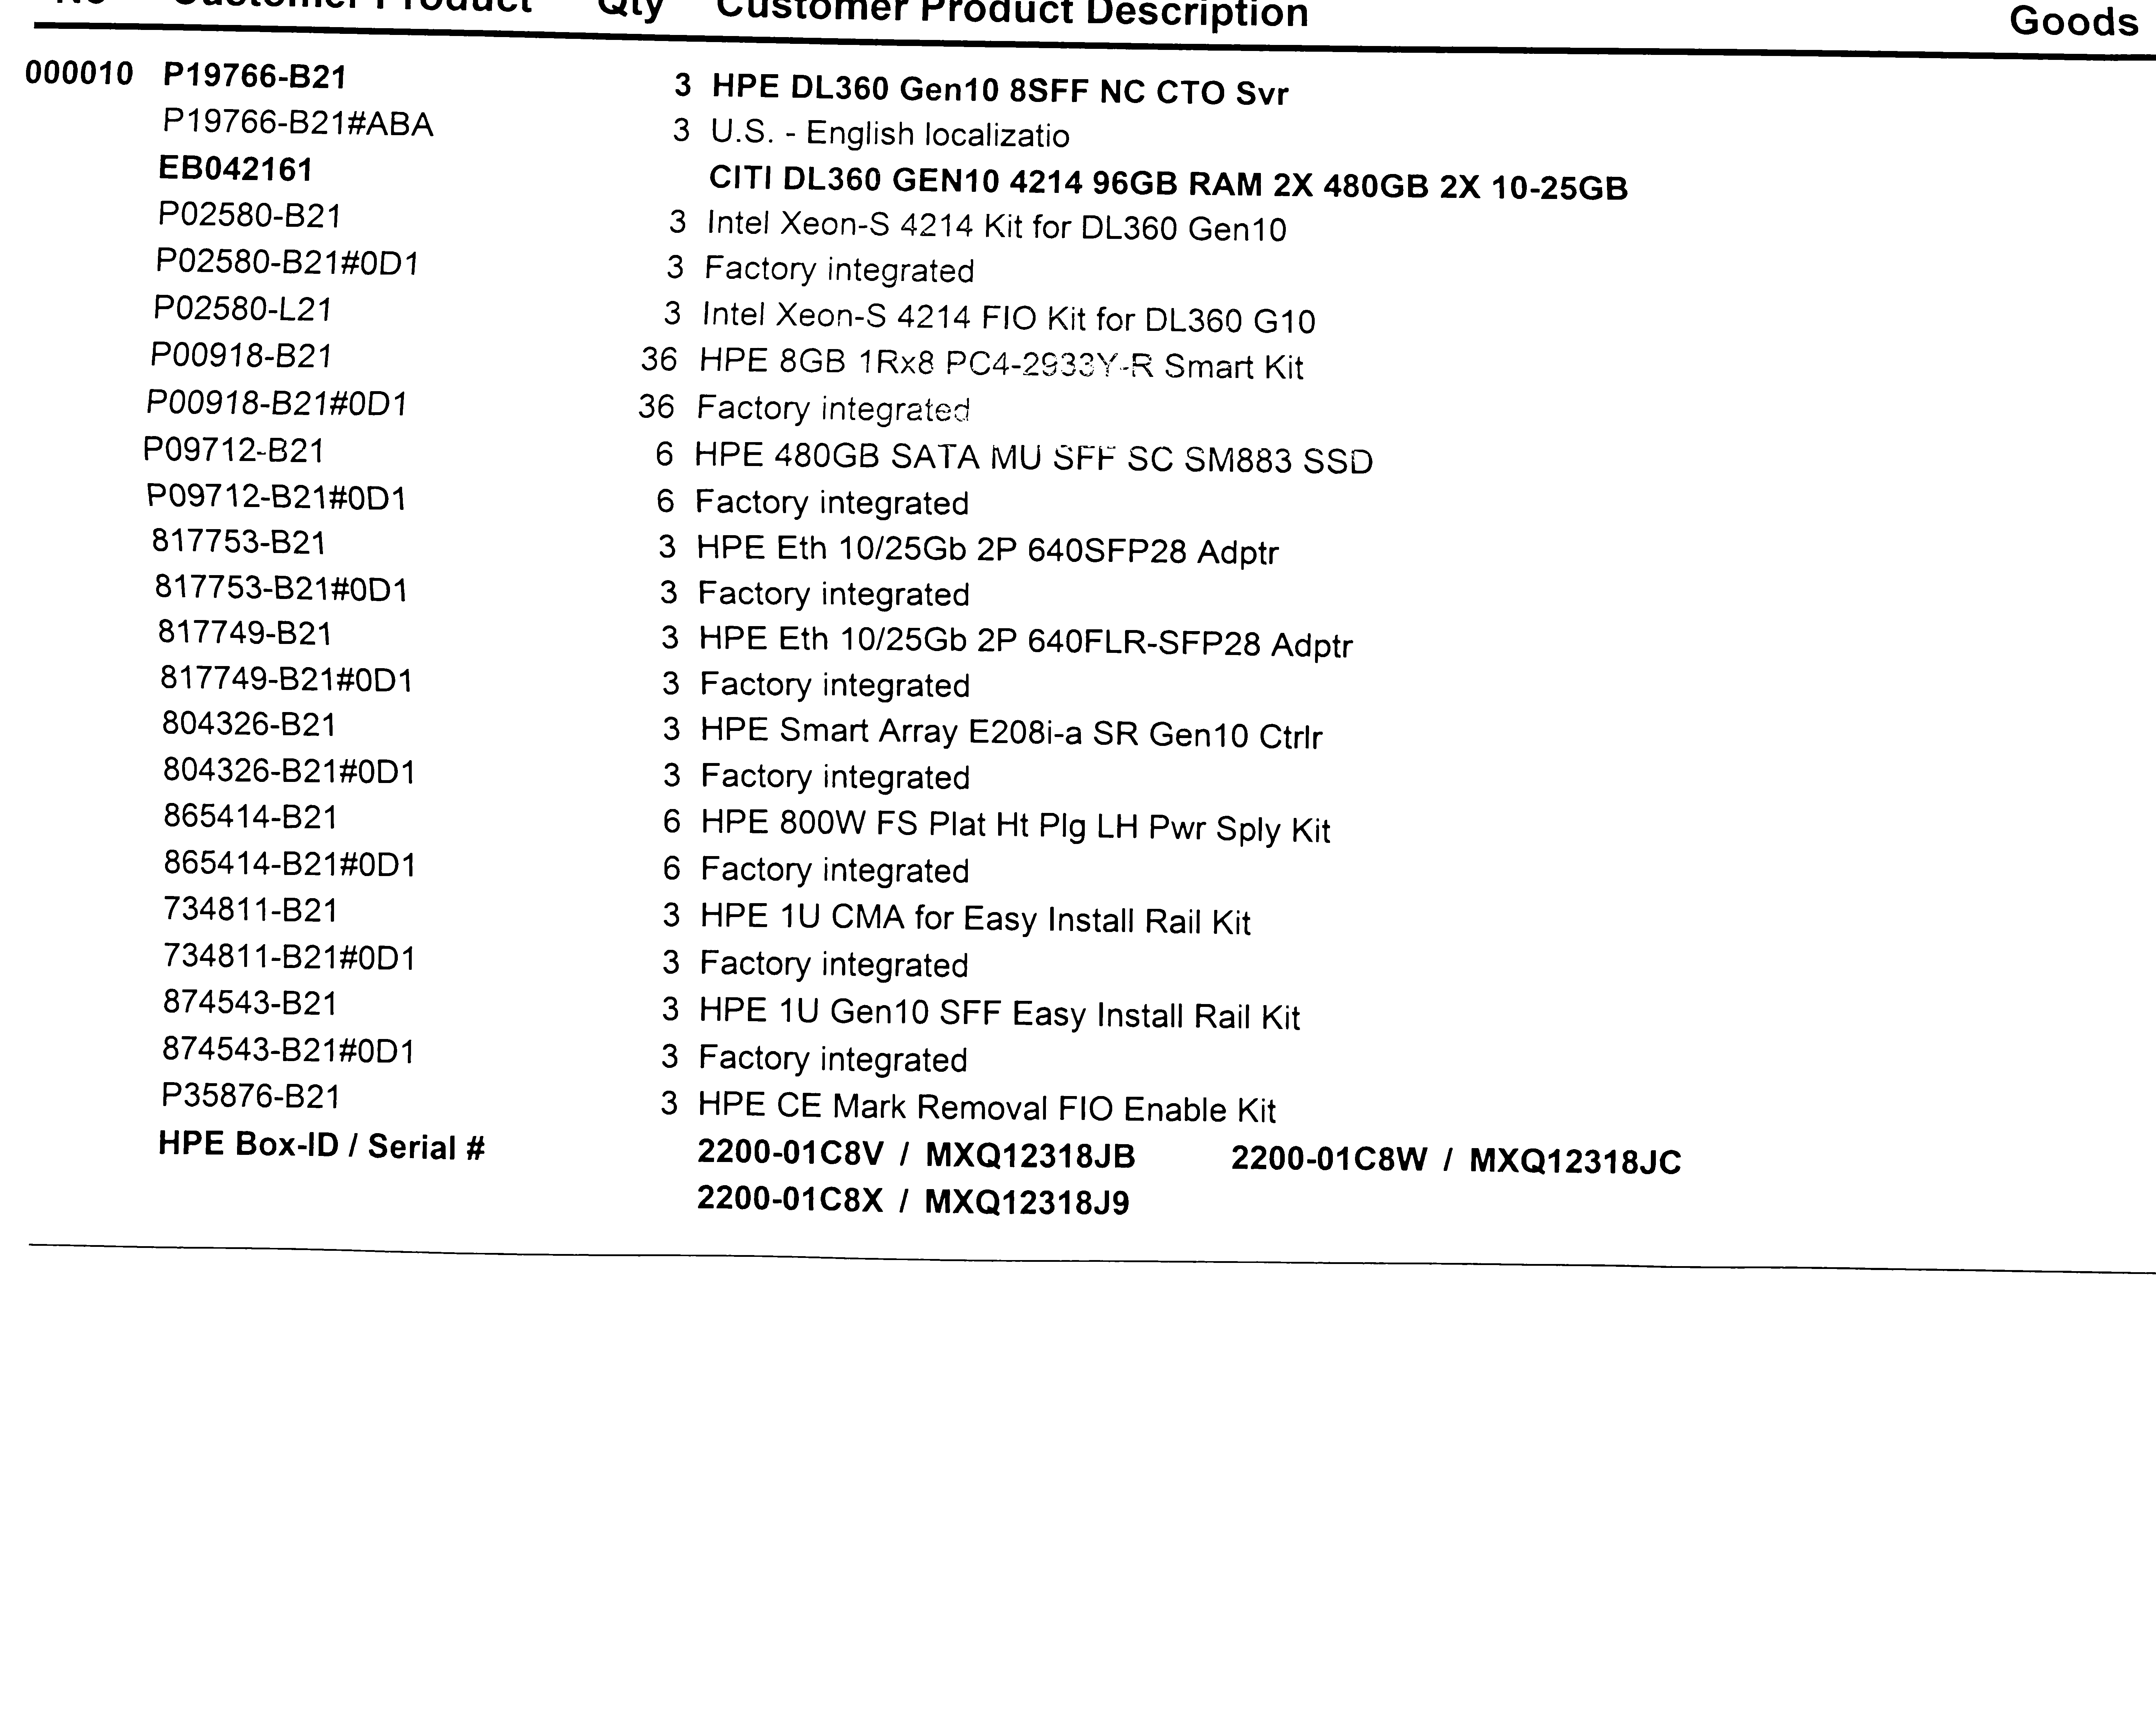 No Customer Product Qty Customer Product Description Goods
000010 P19766-B21 3 HPE DL360 Gen10 8SFF NC CTO Svr
P19766-B21#ABA 3 U.S. - English localizatio
EB042161 CITI DL360 GEN10 4214 96GB RAM 2X 480GB 2X 10-25GB
P02580-B21 3 Intel Xeon-S 4214 Kit for DL360 Gen10
P02580-B21#0D1 3 Factory integrated
P02580-L21 3 Intel Xeon-S 4214 FIO Kit for DL360 G10
P00918-B21 36 HPE 8GB 1Rx8 PC4-2933Y-R Smart Kit
P00918-B21#0D1 36 Factory integrated
P09712-B21 6 HPE 480GB SATA MU SFF SC SM883 SSD
P09712-B21#0D1 6 Factory integrated
817753-B21 3 HPE Eth 10/25Gb 2P 640SFP28 Adptr
817753-B21#0D1 3 Factory integrated
817749-B21 3 HPE Eth 10/25Gb 2P 640FLR-SFP28 Adptr
817749-B21#0D1 3 Factory integrated
804326-B21 3 HPE Smart Array E208i-a SR Gen10 Ctrlr
804326-B21#0D1 3 Factory integrated
865414-B21 6 HPE 800W FS Plat Ht Plg LH Pwr Sply Kit
865414-B21#0D1 6 Factory integrated
734811-B21 3 HPE 1U CMA for Easy Install Rail Kit
734811-B21#0D1 3 Factory integrated
874543-B21 3 HPE 1U Gen10 SFF Easy Install Rail Kit
874543-B21#0D1 3 Factory integrated
P35876-B21 3 HPE CE Mark Removal FIO Enable Kit
HPE Box-ID / Serial # 2200-01C8V / MXQ12318JB 2200-01C8W / MXQ12318JC
2200-01C8X / MXQ12318J9